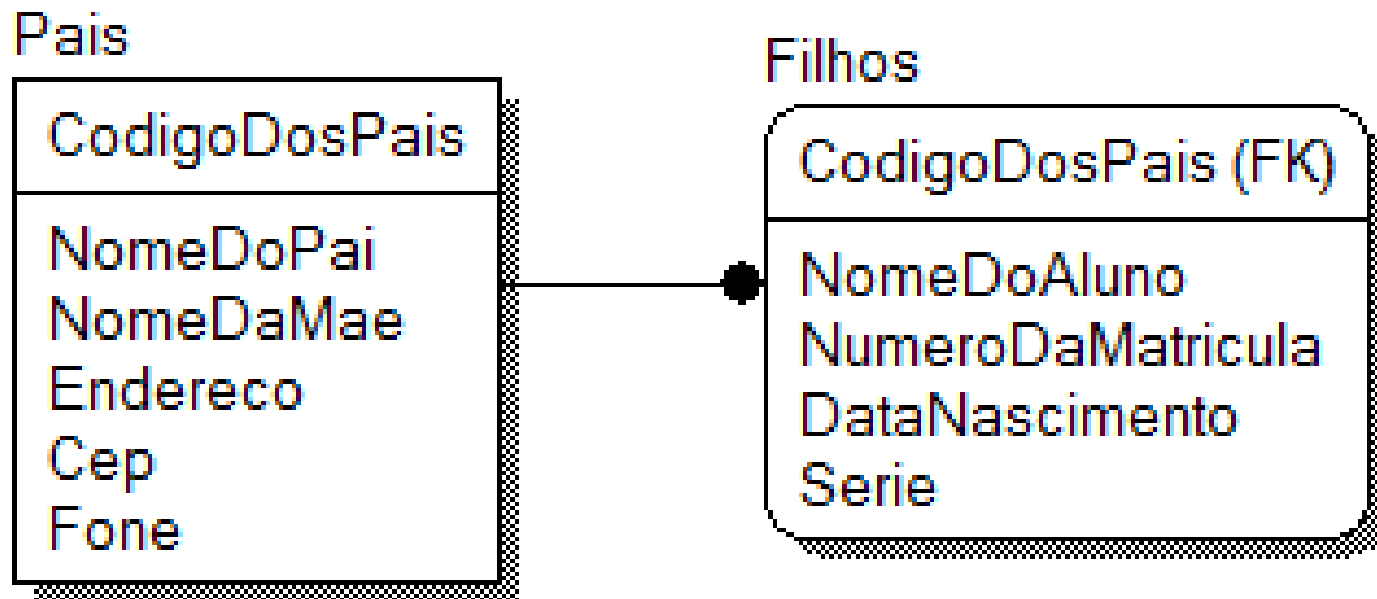 Pais
CodigoDosPais
NomeDoPai
NomeDaMae
Endereco
Cep
Fone
Filhos
CodigoDosPais (FK)
NomeDoAluno
NumeroDaMatricula
DataNascimento
Serie